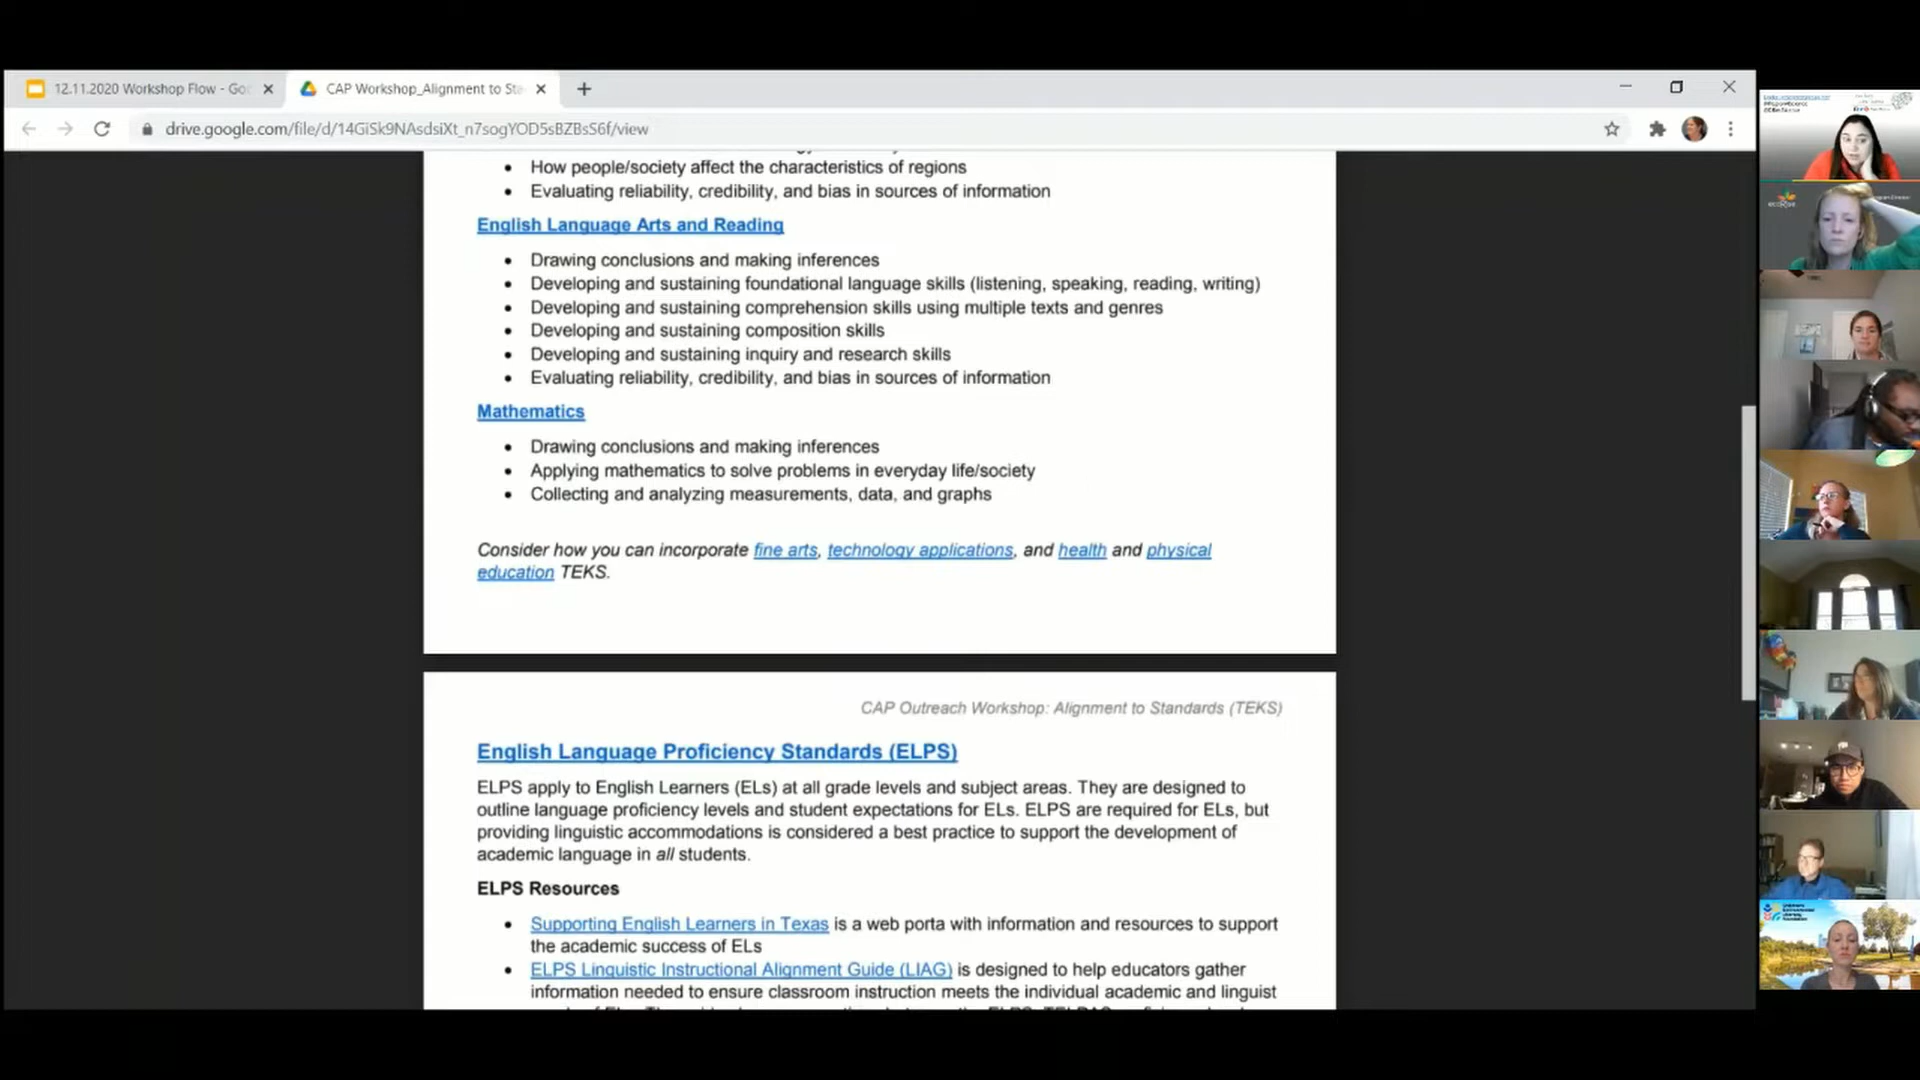 12.11.2020 Workshop Flow - Goo
CAP Workshop_Alignment to Sta
drive.google.com/file/d/14GiSk9NAsdsiXt_n7sogYOD5sBZBsS6f/view
• How people/society affect the characteristics of regions
• Evaluating reliability, credibility, and bias in sources of information
English Language Arts and Reading
• Drawing conclusions and making inferences
• Developing and sustaining foundational language skills (listening, speaking, reading, writing)
• Developing and sustaining comprehension skills using multiple texts and genres
• Developing and sustaining composition skills
• Developing and sustaining inquiry and research skills
• Evaluating reliability, credibility, and bias in sources of information
Mathematics
• Drawing conclusions and making inferences
• Applying mathematics to solve problems in everyday life/society
• Collecting and analyzing measurements, data, and graphs
Consider how you can incorporate fine arts, technology applications, and health and physical
education TEKS.
CAP Outreach Workshop: Alignment to Standards (TEKS)
English Language Proficiency Standards (ELPS)
ELPS apply to English Learners (ELs) at all grade levels and subject areas. They are designed to
outline language proficiency levels and student expectations for ELs. ELPS are required for ELs, but
providing linguistic accommodations is considered a best practice to support the development of
academic language in all students.
ELPS Resources
• Supporting English Learners in Texas is a web porta with information and resources to support
the academic success of ELs
• ELPS Linguistic Instructional Alignment Guide (LIAG) is designed to help educators gather
information needed to ensure classroom instruction meets the individual academic and linguist